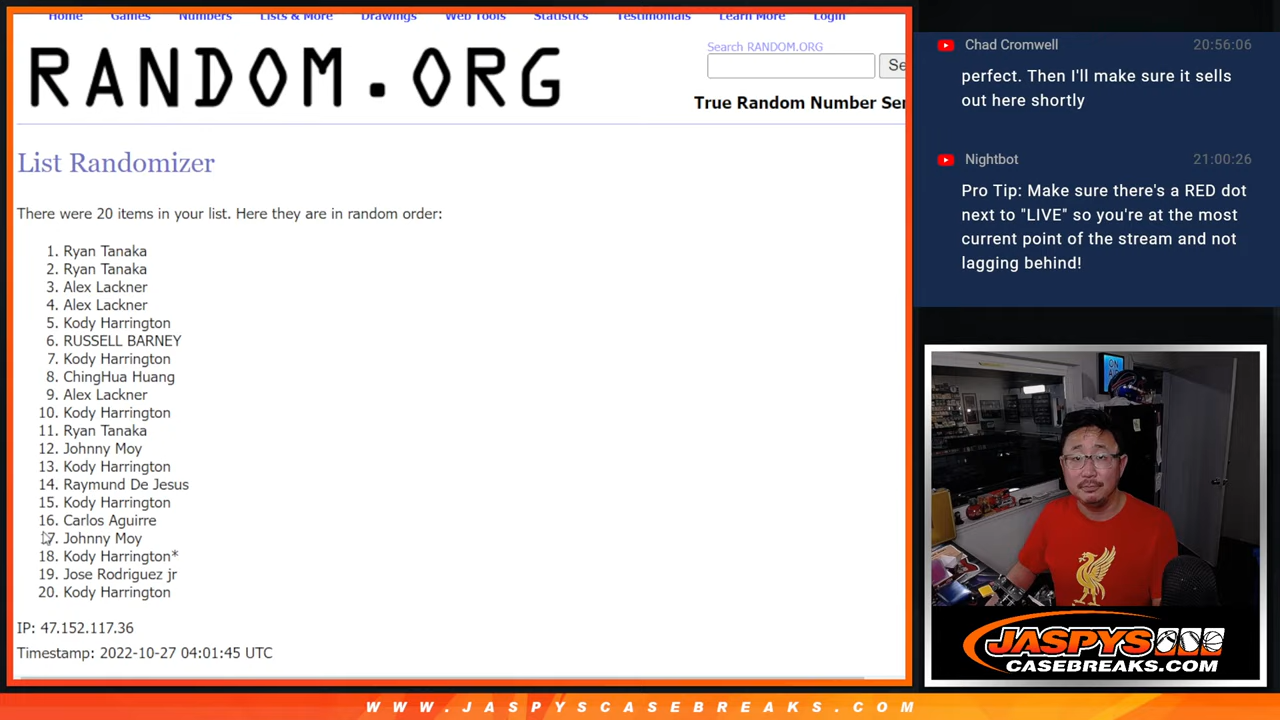 Home Games Numbers Lists & More Drawings Web Tools Statistics Testimonials Learn More Login
RANDOM.ORG
Search RANDOM.ORG
Se
True Random Number Ser
List Randomizer
There were 20 items in your list. Here they are in random order:
1. Ryan Tanaka
2. Ryan Tanaka
3. Alex Lackner
4. Alex Lackner
5. Kody Harrington
6. RUSSELL BARNEY
7. Kody Harrington
8. ChingHua Huang
9. Alex Lackner
10. Kody Harrington
11. Ryan Tanaka
12. Johnny Moy
13. Kody Harrington
14. Raymund De Jesus
15. Kody Harrington
16. Carlos Aguirre
17. Johnny Moy
18. Kody Harrington*
19. Jose Rodriguez jr
20. Kody Harrington
IP: 47.152.117.36
Timestamp: 2022-10-27 04:01:45 UTC
Chad Cromwell 20:56:06
perfect. Then I'll make sure it sells
out here shortly
Nightbot 21:00:26
Pro Tip: Make sure there's a RED dot
next to "LIVE" so you're at the most
current point of the stream and not
lagging behind!
ON
AIR
JASPYS
CASEBREAKS.COM
WWW.JASPYSCASEBREAKS.COM